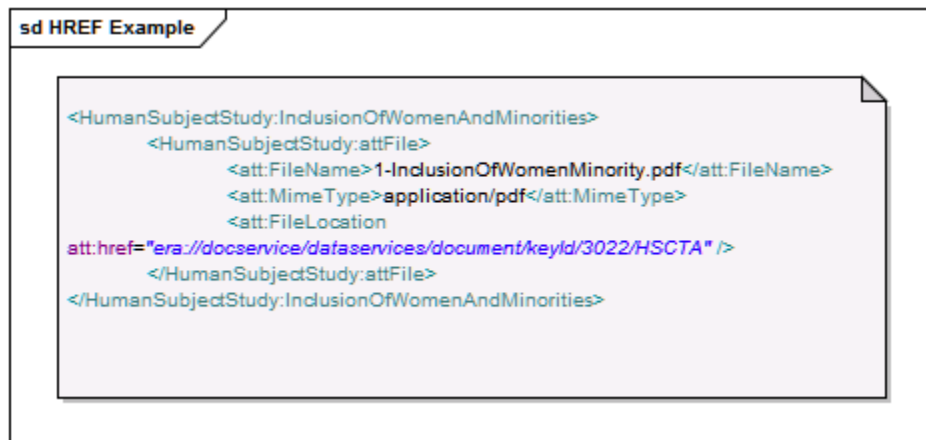 sd HREF Example
<HumanSubjectStudy:InclusionOfWomenAndMinorities>
<HumanSubjectStudy:attFile>
<att:FileName>1-InclusionOfWomenMinority.pdf</att:FileName>
<att:MimeType>application/pdf</att:MimeType>
<att:FileLocation
att:href="era://docservice/dataservices/document/keyId/3022/HSCTA" />
</HumanSubjectStudy:attFile>
</HumanSubjectStudy:InclusionOfWomenAndMinorities>